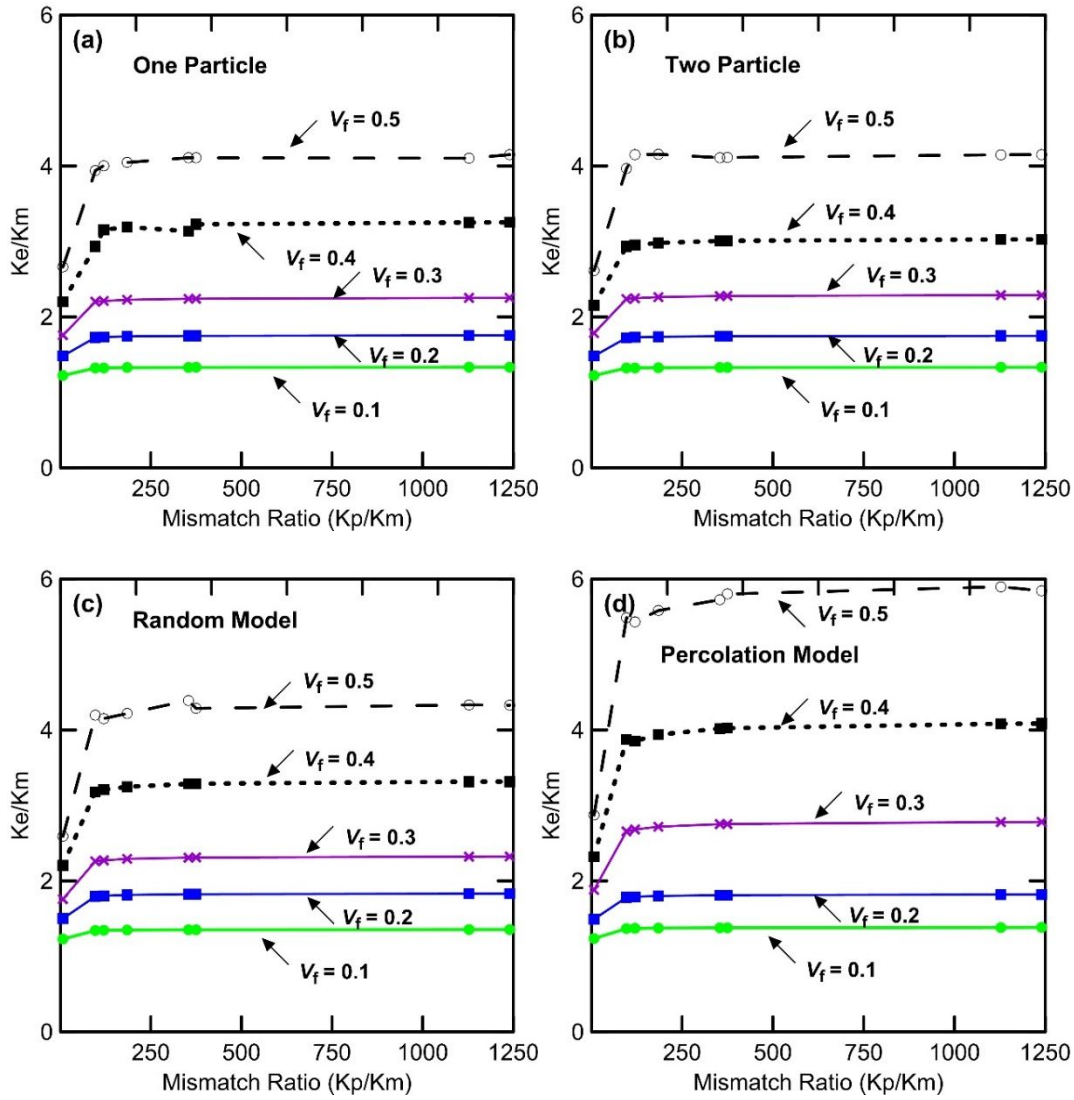 6
(a)
One Particle
Vf = 0.5
4
Ke/Km
Vf = 0.4
Vf = 0.3
2
Vf = 0.2
Vf = 0.1
0
250 500 750 1000 1250
Mismatch Ratio (Kp/Km)
6
(b)
Two Particle
Vf = 0.5
4
Ke/Km
Vf = 0.4
Vf = 0.3
2
Vf = 0.2
Vf = 0.1
0
250 500 750 1000 1250
Mismatch Ratio (Kp/Km)
6
(c)
Random Model
Vf = 0.5
4
Ke/Km
Vf = 0.4
Vf = 0.3
2
Vf = 0.2
Vf = 0.1
0
250 500 750 1000 1250
Mismatch Ratio (Kp/Km)
6
(d)
Vf = 0.5
Percolation Model
4
Ke/Km
Vf = 0.4
Vf = 0.3
2
Vf = 0.2
Vf = 0.1
0
250 500 750 1000 1250
Mismatch Ratio (Kp/Km)